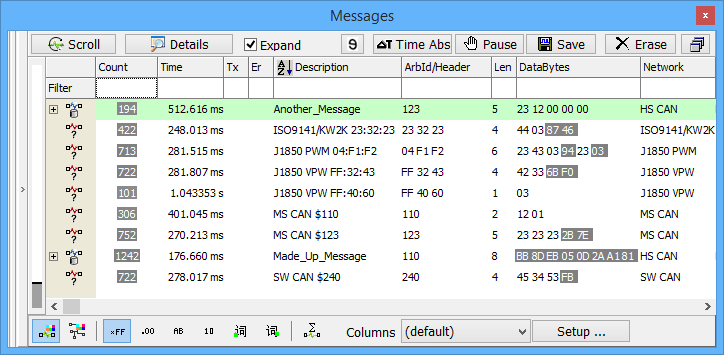 Messages
x
Scroll Details Expand 9 ΔT Time Abs Pause Save Erase
Count Time Tx Er AZ Description ArbId/Header Len DataBytes Network
Filter
194 512.616 ms Another_Message 123 5 23 12 00 00 00 HS CAN
422 248.013 ms ISO9141/KW2K 23:32:23 23 32 23 4 44 03 87 46 ISO9141/KW2K
713 281.515 ms J1850 PWM 04:F1:F2 04 F1 F2 6 23 43 03 94 23 03 J1850 PWM
722 281.807 ms J1850 VPW FF:32:43 FF 32 43 4 42 33 6B F0 J1850 VPW
101 1.043353 s J1850 VPW FF:40:60 FF 40 60 1 03 J1850 VPW
306 401.045 ms MS CAN $110 110 2 12 01 MS CAN
752 270.213 ms MS CAN $123 123 5 23 23 23 2B 7E MS CAN
1242 176.660 ms Made_Up_Message 110 8 BB 8D EB 05 0D 2A A1 81 HS CAN
722 278.017 ms SW CAN $240 240 4 45 34 53 FB SW CAN
xFF .00 AB 10 词 词 Σ Columns (default) Setup ...